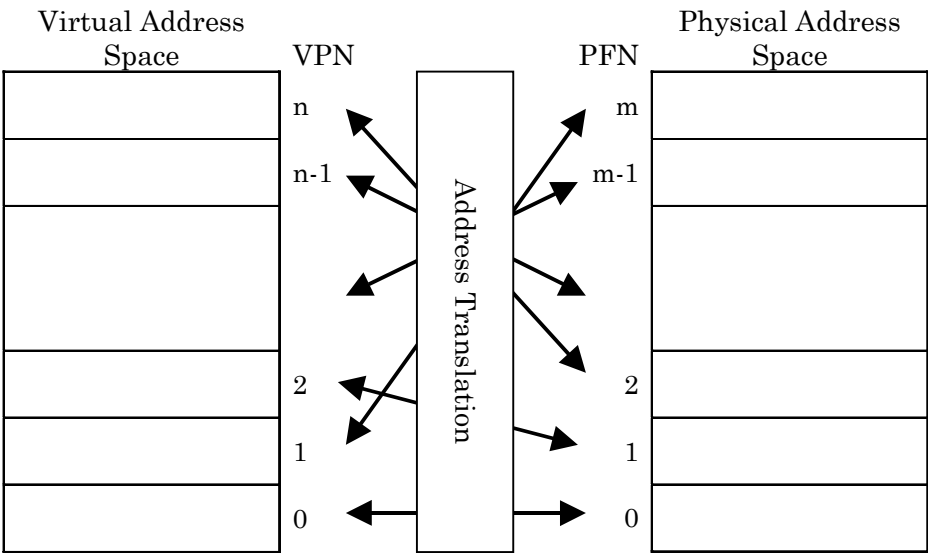 Virtual Address
Space
VPN
PFN
Physical Address
Space
n
n-1
2
1
0
Address Translation
m
m-1
2
1
0